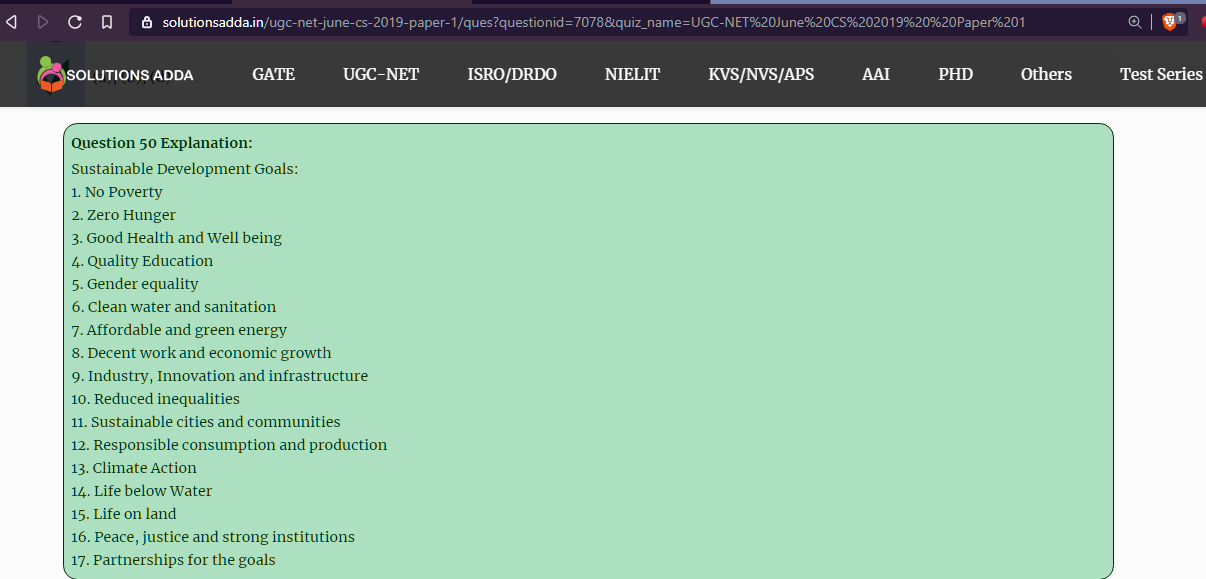 solutionsadda.in/ugc-net-june-cs-2019-paper-1/ques?questionid=7078&quiz_name=UGC-NET%20June%20CS%202019%20%20Paper%201
1
SOLUTIONS ADDA GATE UGC-NET ISRO/DRDO NIELIT KVS/NVS/APS AAI PHD Others Test Series
Question 50 Explanation:
Sustainable Development Goals:
1. No Poverty
2. Zero Hunger
3. Good Health and Well being
4. Quality Education
5. Gender equality
6. Clean water and sanitation
7. Affordable and green energy
8. Decent work and economic growth
9. Industry, Innovation and infrastructure
10. Reduced inequalities
11. Sustainable cities and communities
12. Responsible consumption and production
13. Climate Action
14. Life below Water
15. Life on land
16. Peace, justice and strong institutions
17. Partnerships for the goals